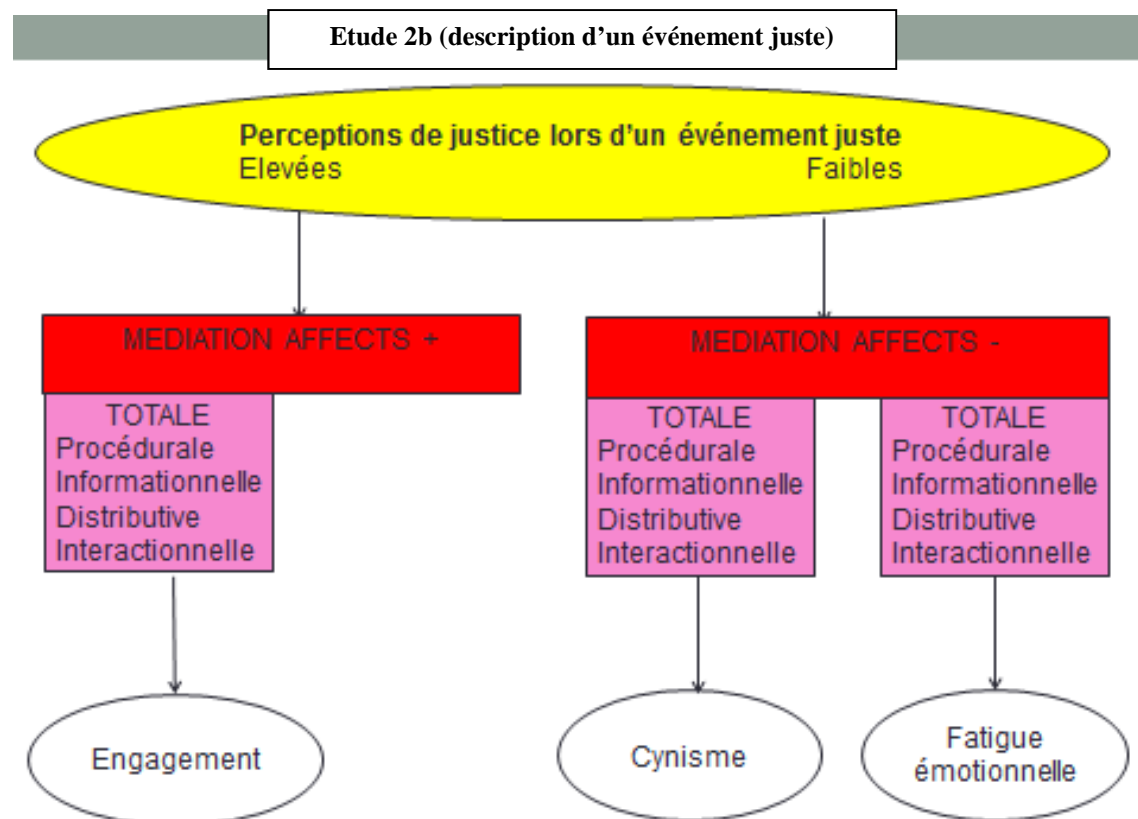 Etude 2b (description d'un événement juste)
Perceptions de justice lors d'un événement juste
Elevées Faibles
MEDIATION AFFECTS +
MEDIATION AFFECTS -
TOTALE
Procédurale
Informationnelle
Distributive
Interactionnelle
TOTALE
Procédurale
Informationnelle
Distributive
Interactionnelle
TOTALE
Procédurale
Informationnelle
Distributive
Interactionnelle
Engagement
Cynisme
Fatigue
émotionnelle